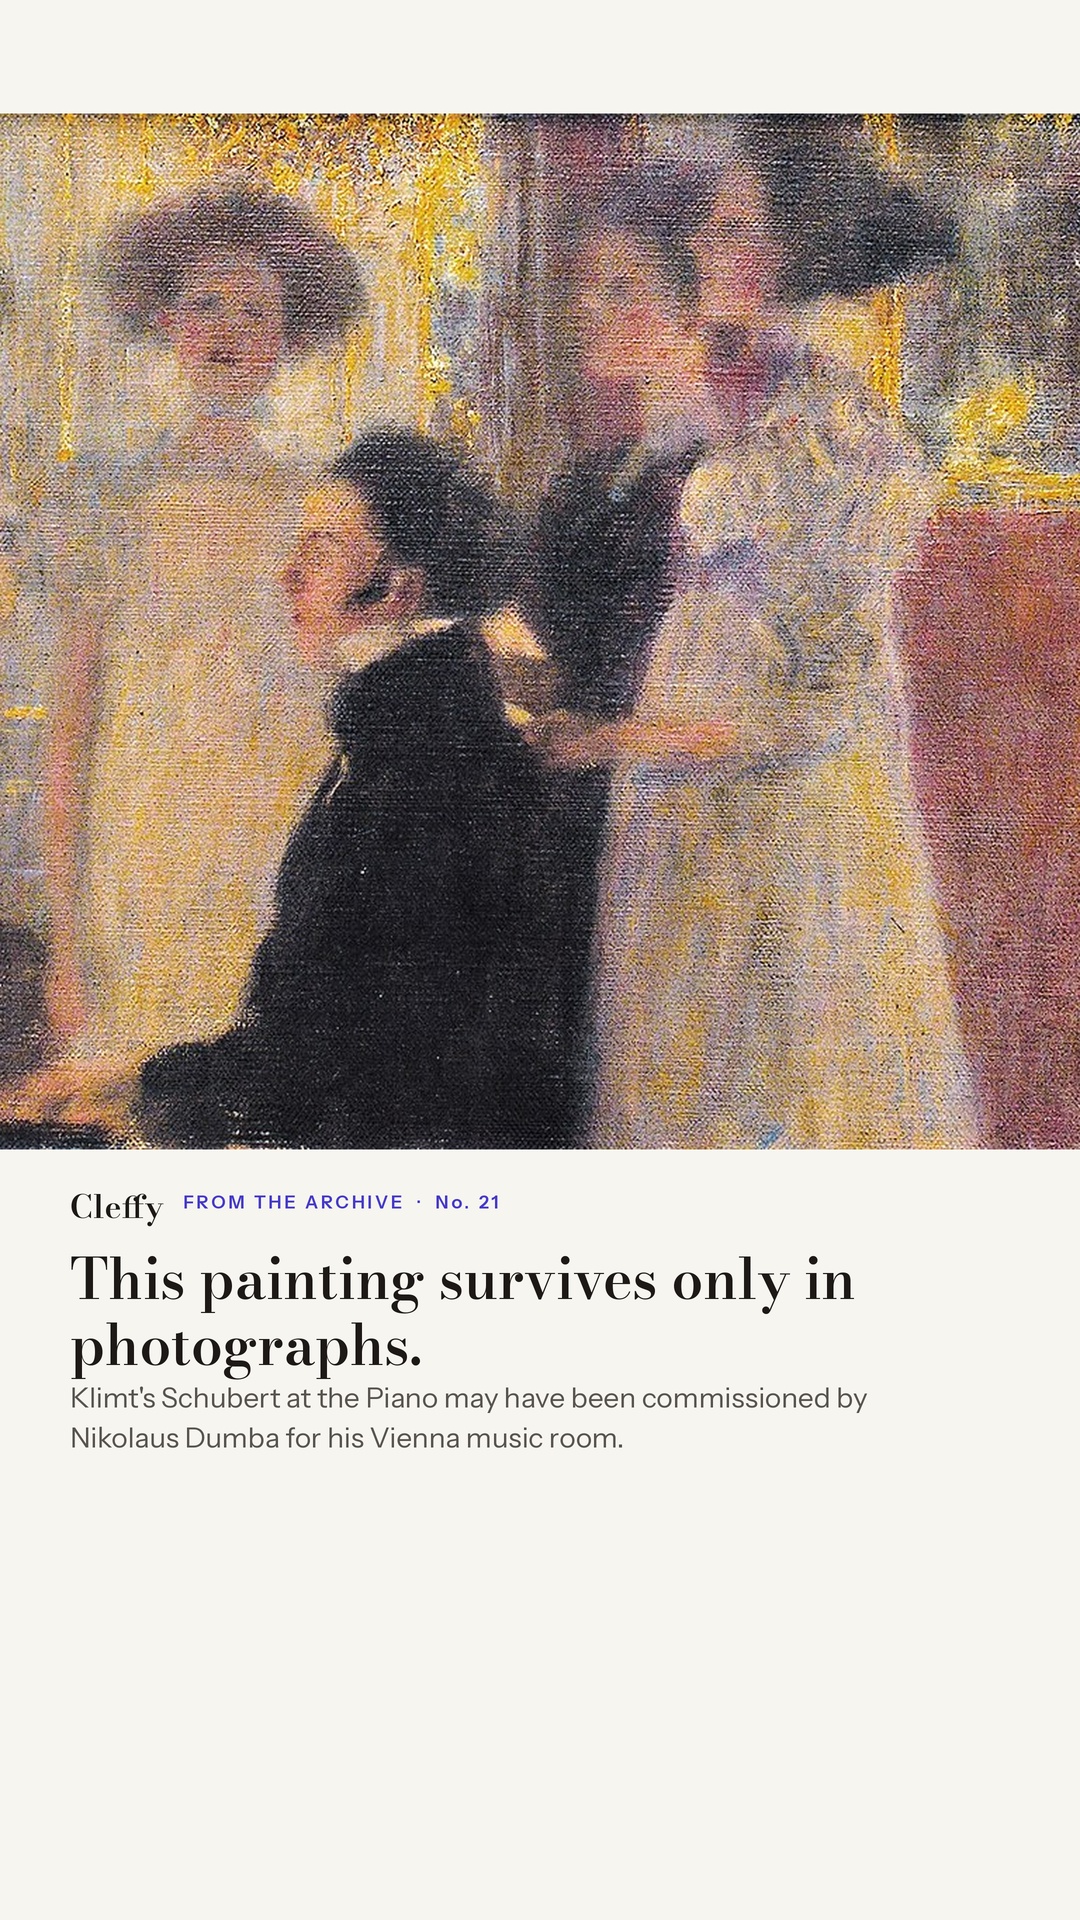 Cleffy FROM THE ARCHIVE · No. 21
This painting survives only in
photographs.
Klimt's Schubert at the Piano may have been commissioned by
Nikolaus Dumba for his Vienna music room.